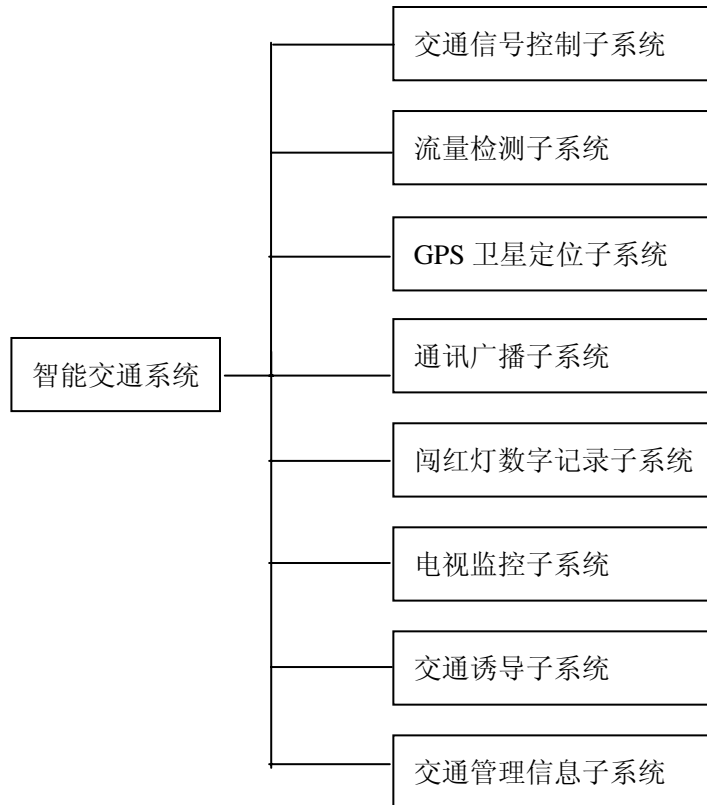 交通信号控制子系统
流量检测子系统
GPS 卫星定位子系统
智能交通系统
通讯广播子系统
闯红灯数字记录子系统
电视监控子系统
交通诱导子系统
交通管理信息子系统